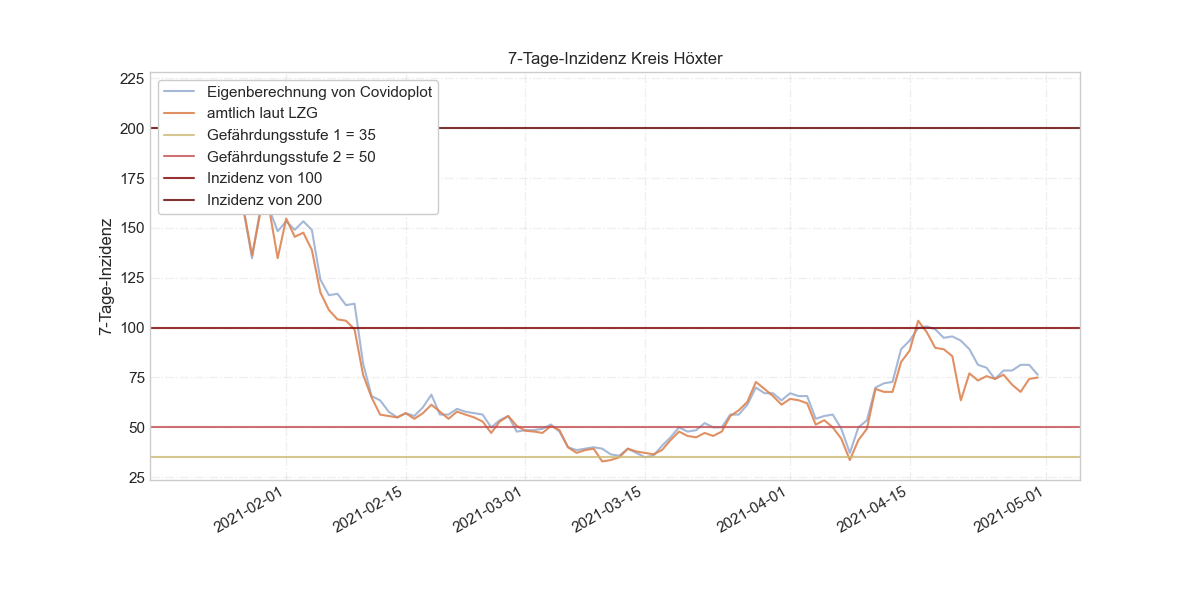 7-Tage-Inzidenz Kreis Höxter
225
200
175
150
125
100
75
50
25
7-Tage-Inzidenz
Eigenberechnung von Covidoplot
amtlich laut LZG
Gefährdungsstufe 1 = 35
Gefährdungsstufe 2 = 50
Inzidenz von 100
Inzidenz von 200
2021-02-01
2021-02-15
2021-03-01
2021-03-15
2021-04-01
2021-04-15
2021-05-01